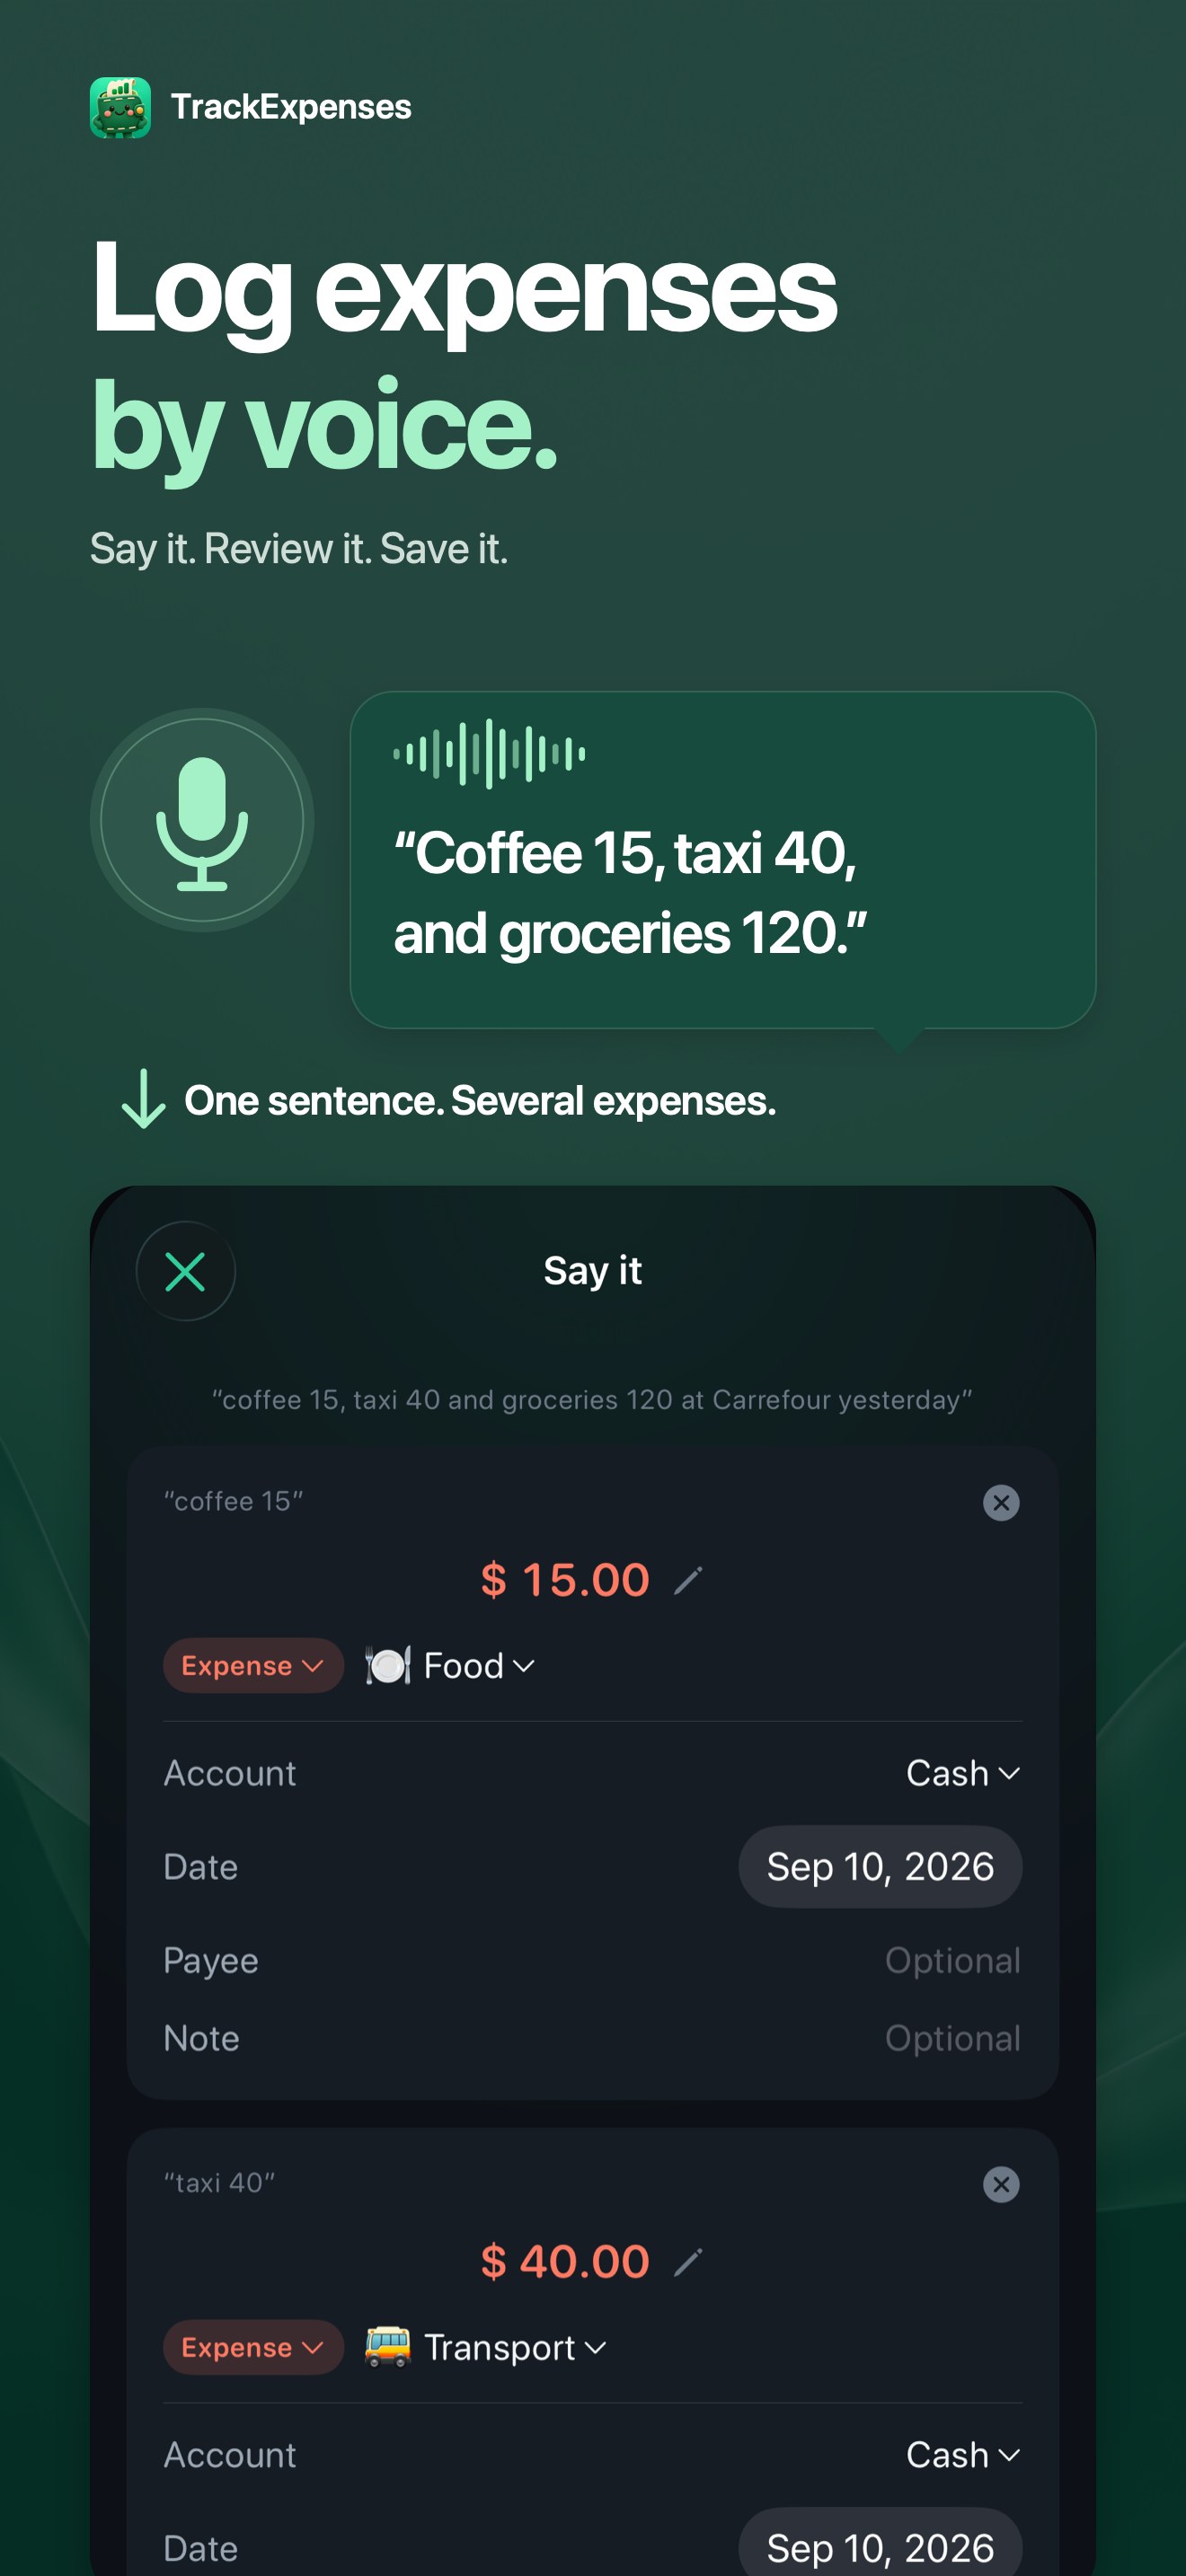 TrackExpenses
Log expenses
by voice.
Say it. Review it. Save it.
“Coffee 15, taxi 40,
and groceries 120.”
One sentence. Several expenses.
Say it
“coffee 15, taxi 40 and groceries 120 at Carrefour yesterday”
“coffee 15”
$ 15.00
Expense Food
Account Cash
Date Sep 10, 2026
Payee Optional
Note Optional
“taxi 40”
$ 40.00
Expense Transport
Account Cash
Date Sep 10, 2026